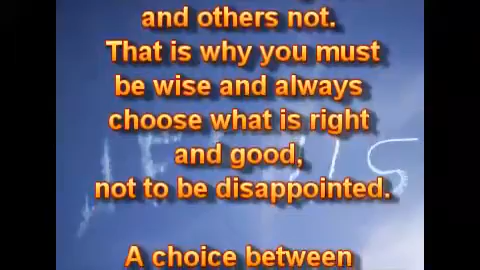 and others not.
That is why you must
be wise and always
choose what is right
and good,
not to be disappointed.
A choice between
JESUS